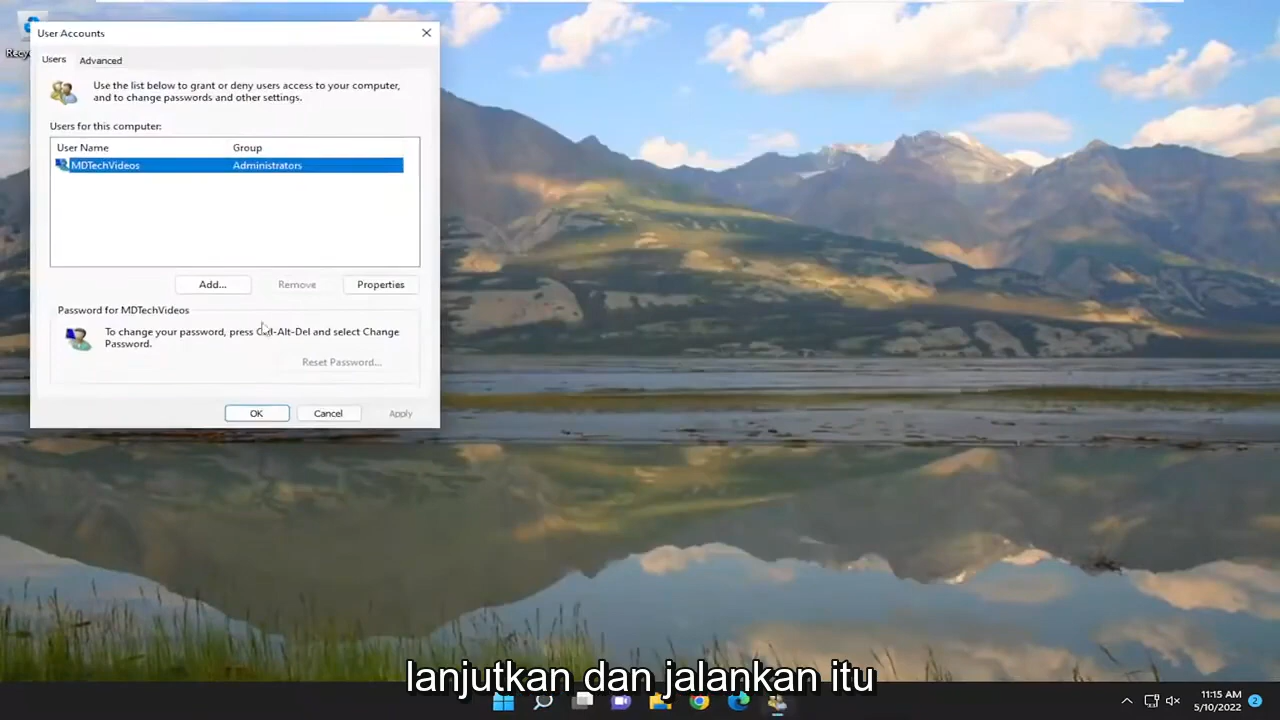 Recy
User Accounts
Users
Advanced
Use the list below to grant or deny users access to your computer,
and to change passwords and other settings.
Users for this computer:
User Name
Group
MDTechVideos
Administrators
Add...
Remove
Properties
Password for MDTechVideos
To change your password, press Ctrl-Alt-Del and select Change
Password.
Reset Password...
OK
Cancel
Apply
lanjutkan dan jalankan itu
11:15 AM
5/10/2022
2